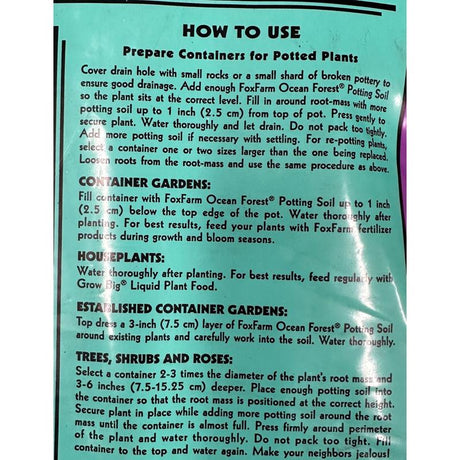 HOW TO USE
Prepare Containers for Potted Plants
Cover drain hole with small rocks or a small shard of broken pottery to
ensure good drainage. Add enough FoxFarm Ocean Forest® Potting Soil
so the plant sits at the correct level. Fill in around root-mass with more
potting soil up to 1 inch (2.5 cm) from top of pot. Press gently to
secure plant. Water thoroughly and let drain. Do not pack too tightly.
Add more potting soil if necessary with settling. For re-potting plants,
select a container one or two sizes larger than the one being replaced.
Loosen roots from the root-mass and use the same procedure as above.
CONTAINER GARDENS:
Fill container with FoxFarm Ocean Forest® Potting Soil up to 1 inch
(2.5 cm) below the top edge of the pot. Water thoroughly after
planting. For best results, feed your plants with FoxFarm fertilizer
products during growth and bloom seasons.
HOUSEPLANTS:
Water thoroughly after planting. For best results, feed regularly with
Grow Big® Liquid Plant Food.
ESTABLISHED CONTAINER GARDENS:
Top dress a 3-inch (7.5 cm) layer of FoxFarm Ocean Forest® Potting Soil
around existing plants and carefully work into the soil. Water thoroughly.
TREES, SHRUBS AND ROSES:
Select a container 2-3 times the diameter of the plant's root mass and
3-6 inches (7.5-15.25 cm) deeper. Place enough potting soil into
the container so that the root mass is positioned at the correct height.
Secure plant in place while adding more potting soil around the root
mass until the container is almost full. Press firmly around perimeter
of the plant and water thoroughly. Do not pack too tight. Fill
container to the top and water again. Make your neighbors jealous!